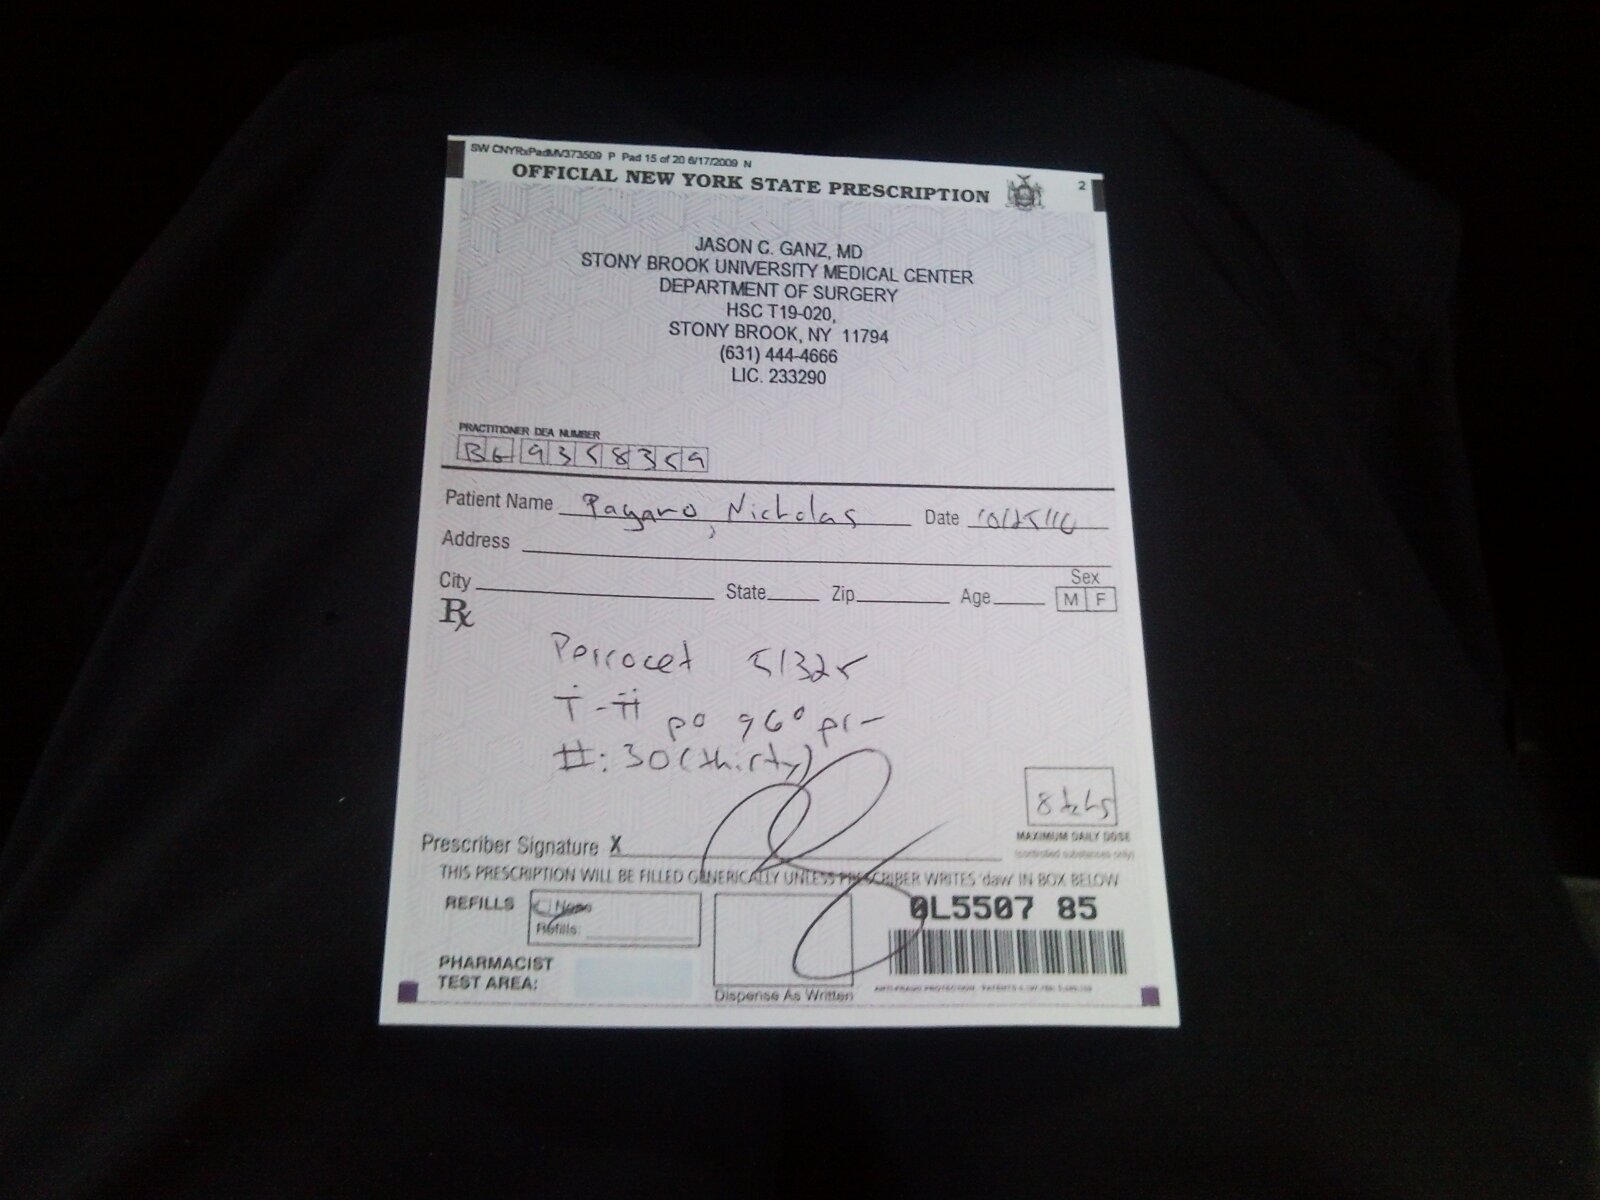 SW CNYRxPadMV373509 P Pad 15 of 20 6/17/2009 N
OFFICIAL NEW YORK STATE PRESCRIPTION 2
JASON C. GANZ, MD
STONY BROOK UNIVERSITY MEDICAL CENTER
DEPARTMENT OF SURGERY
HSC T19-020,
STONY BROOK, NY 11794
(631) 444-4666
LIC. 233290
PRACTITIONER DEA NUMBER
BG9358359
Patient Name Pagano, Nicholas Date 10/25/10
Address
City State Zip Age Sex
M F
Rx
Percocet 5/325
T-TT po q6° prn
#: 30 (thirty)
8 tabs
MAXIMUM DAILY DOSE
(controlled substances only)
Prescriber Signature X
THIS PRESCRIPTION WILL BE FILLED GENERICALLY UNLESS PRESCRIBER WRITES 'daw' IN BOX BELOW
REFILLS None
Refills:
0L5507 85
PHARMACIST
TEST AREA:
Dispense As Written